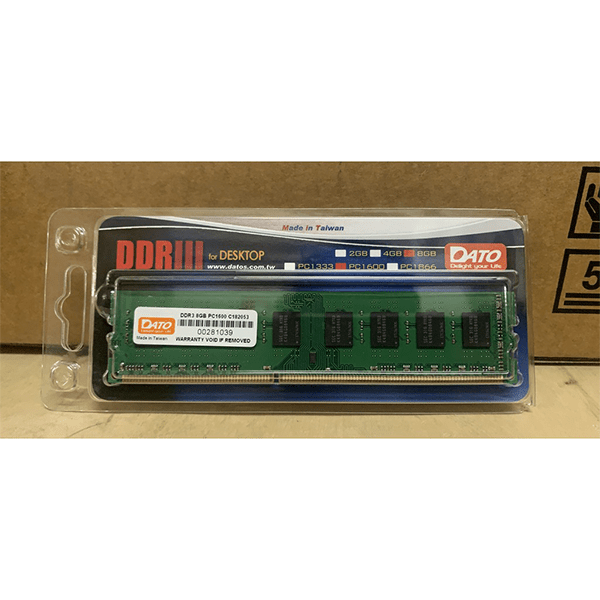 Made in Taiwan
DDRIII for DESKTOP
www.datos.com.tw
2GB 4GB 8GB
PC1333 PC1600 PC1866
DATO
Delight your Life
DATO
Made in Taiwan
DDR3 8GB PC1600 C182053
00281039
WARRANTY VOID IF REMOVED
5